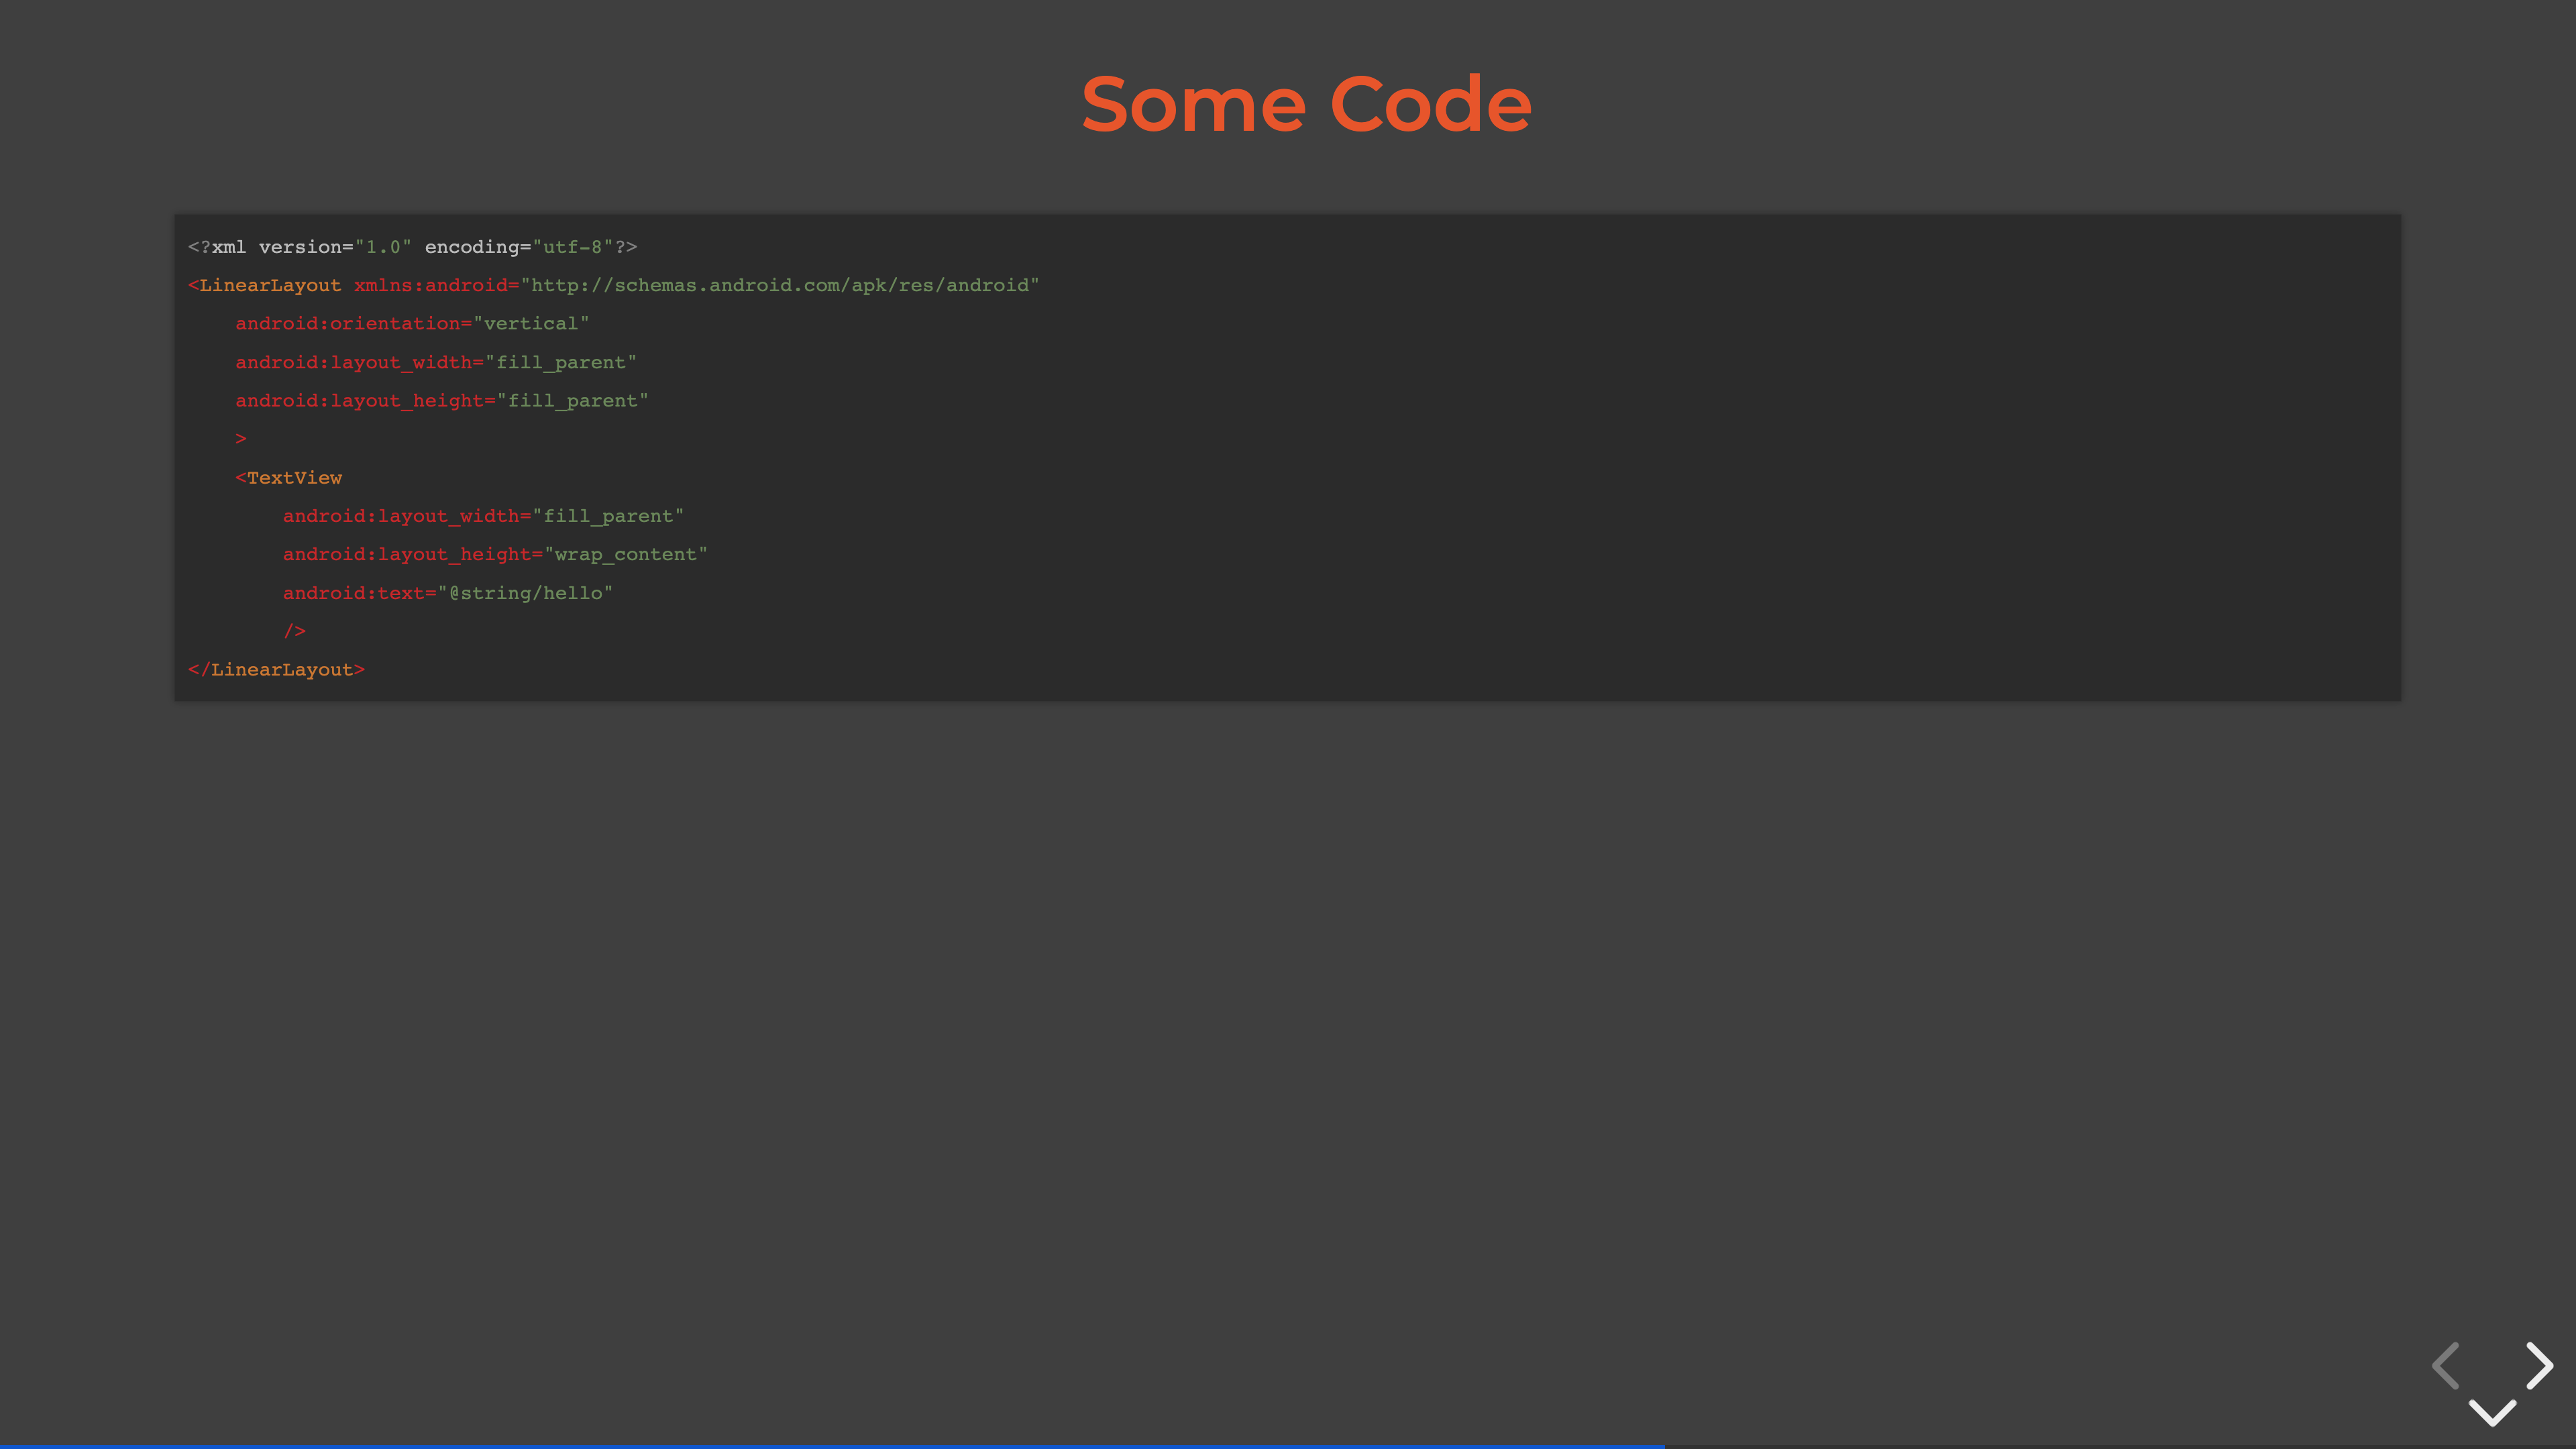 Some Code
<?xml version="1.0" encoding="utf-8"?>
<LinearLayout xmlns:android="http://schemas.android.com/apk/res/android"
    android:orientation="vertical"
    android:layout_width="fill_parent"
    android:layout_height="fill_parent"
    >
    <TextView
        android:layout_width="fill_parent"
        android:layout_height="wrap_content"
        android:text="@string/hello"
        />
</LinearLayout>